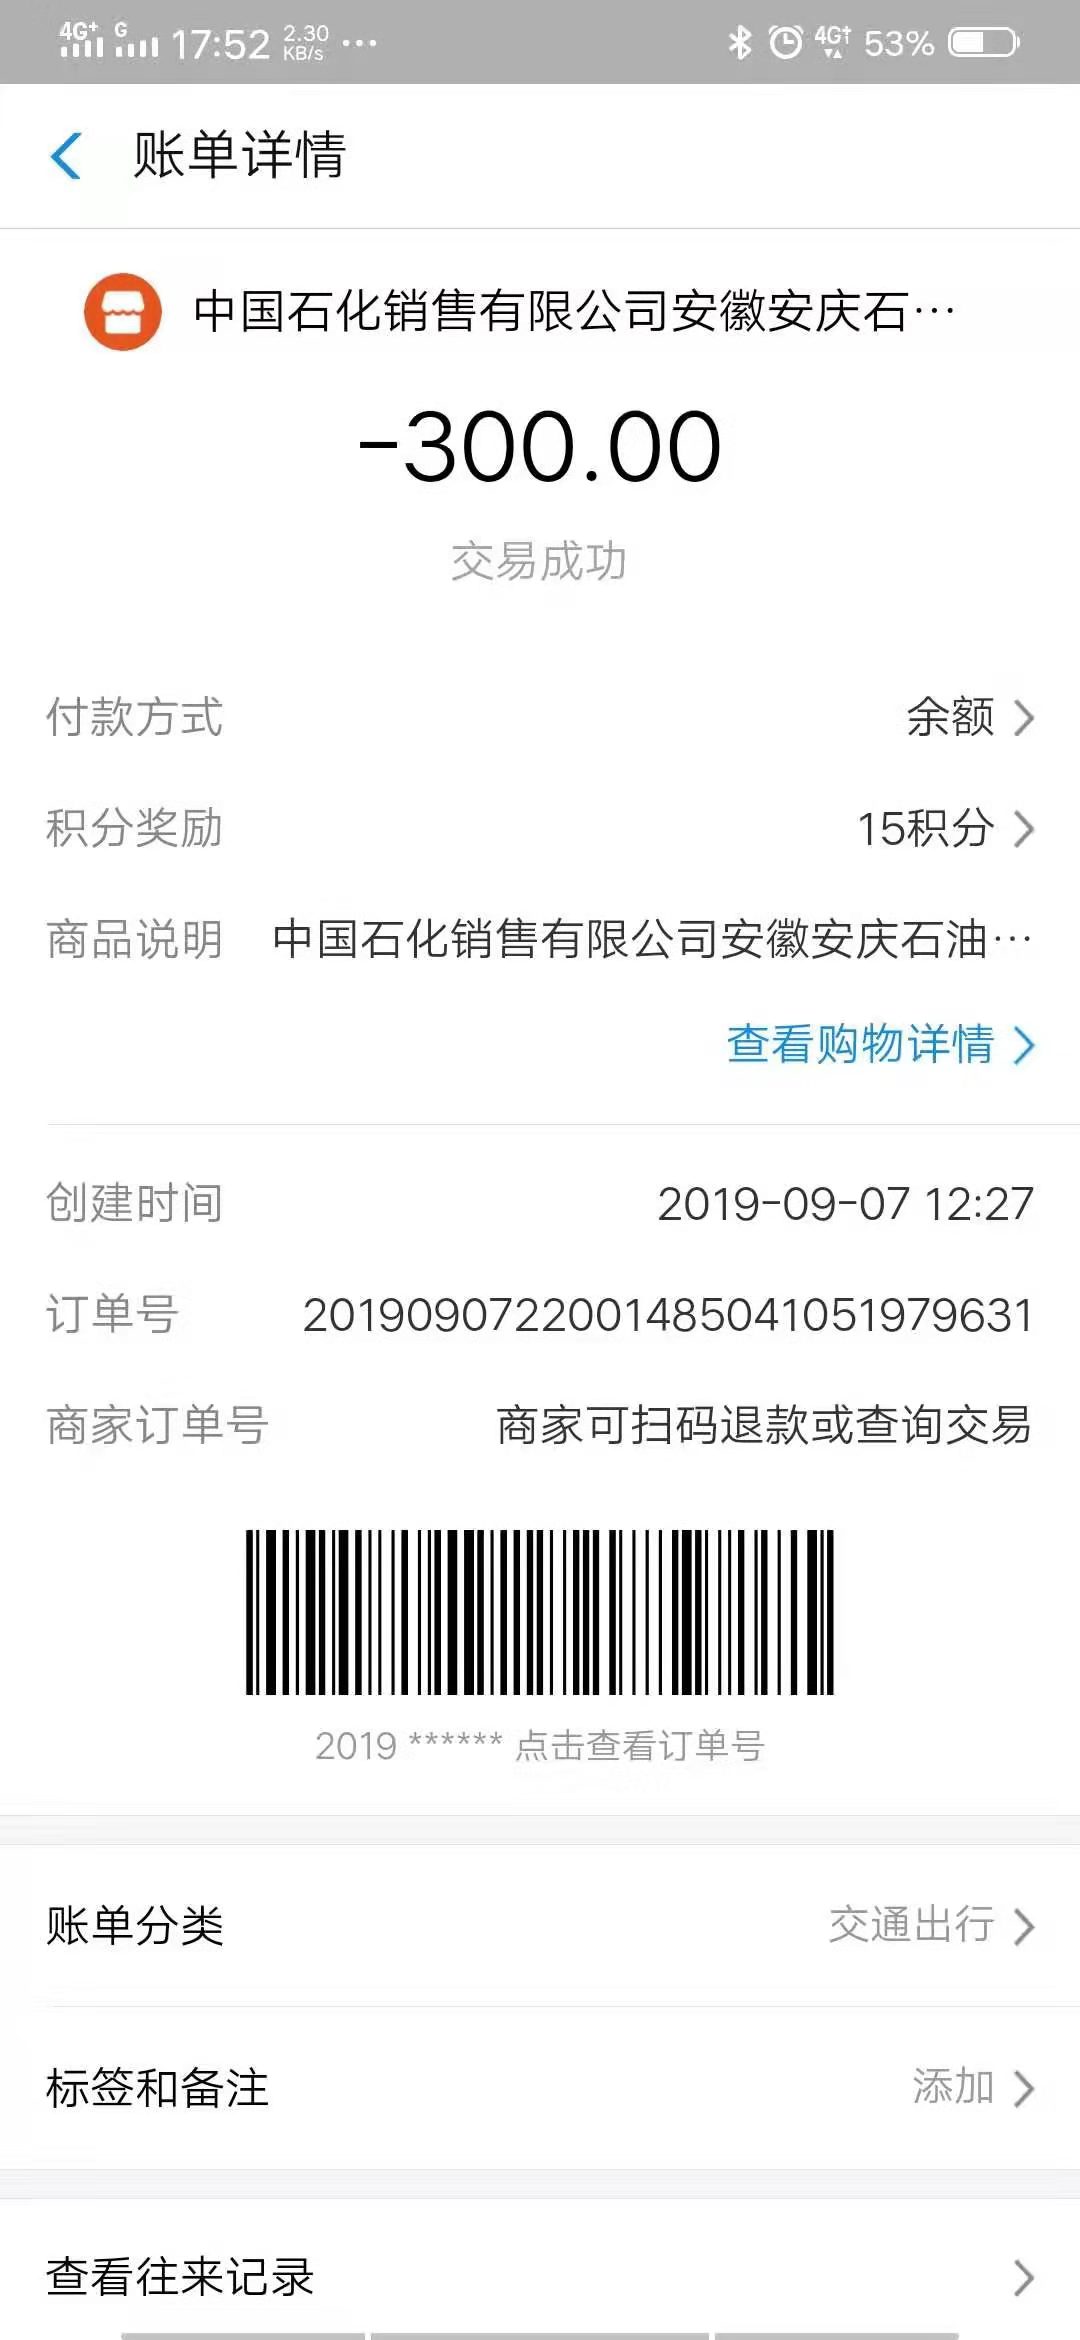 4G+ G 17:52 2.30 KB/s ... 4G 53%
账单详情
中国石化销售有限公司安徽安庆石...
-300.00
交易成功
付款方式 余额
积分奖励 15积分
商品说明 中国石化销售有限公司安徽安庆石油...
查看购物详情
创建时间 2019-09-07 12:27
订单号 2019090722001485041051979631
商家订单号 商家可扫码退款或查询交易
2019 ****** 点击查看订单号
账单分类 交通出行
标签和备注 添加
查看往来记录